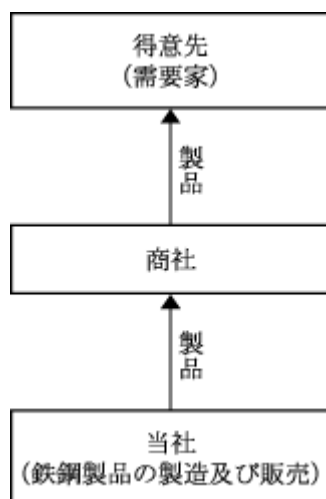 得意先
(需要家)
製品
商社
製品
当社
(鉄鋼製品の製造及び販売)